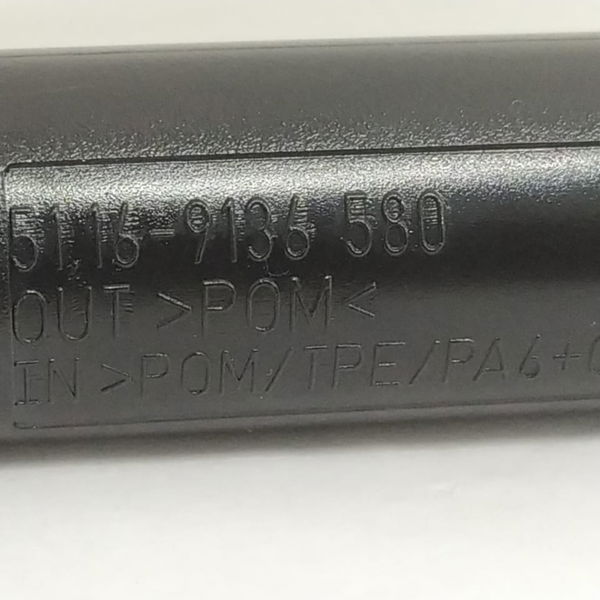 5116-9136 580
OUT >POM<
IN >POM/TPE/PA6+